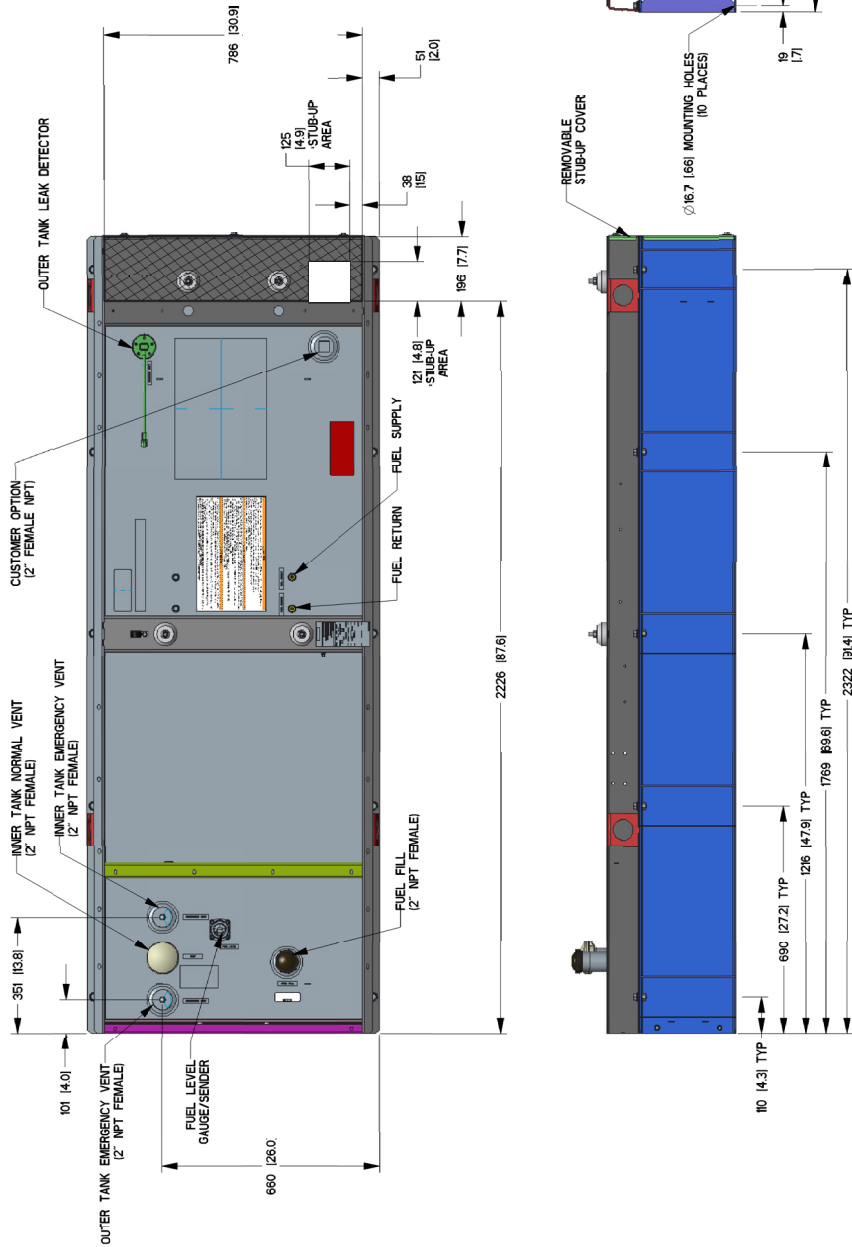 CUSTOMER OPTION
(2" FEMALE NPT)
OUTER TANK LEAK DETECTOR
786 [30.9]
51
[2.0]
125
[4.9]
STUB-UP
AREA
38
[1.5]
INNER TANK NORMAL VENT
(2" NPT FEMALE)
INNER TANK EMERGENCY VENT
(2" NPT FEMALE)
351 [13.8]
101 [4.0]
OUTER TANK EMERGENCY VENT
(2" NPT FEMALE)
FUEL LEVEL
GAUGE/SENDER
660 [26.0]
FUEL FILL
(2" NPT FEMALE)
FUEL RETURN
FUEL SUPPLY
121 [4.8]
STUB-UP
AREA
196 [7.7]
2226 [87.6]
REMOVABLE
STUB-UP COVER
Ø16.7 [.66] MOUNTING HOLES
(10 PLACES)
19
[.7]
110 [4.3] TYP
690 [27.2] TYP
1216 [47.9] TYP
1769 [69.6] TYP
2322 [91.4] TYP